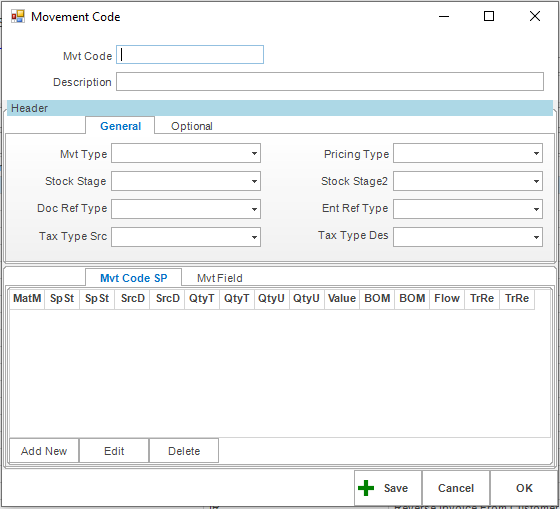 Movement Code
Mvt Code
Description
Header
General Optional
Mvt Type Pricing Type
Stock Stage Stock Stage2
Doc Ref Type Ent Ref Type
Tax Type Src Tax Type Des
Mvt Code SP Mvt Field
MatM SpSt SpSt SrcD SrcD QtyT QtyT QtyU QtyU Value BOM BOM Flow TrRe TrRe
Add New Edit Delete
Save Cancel OK